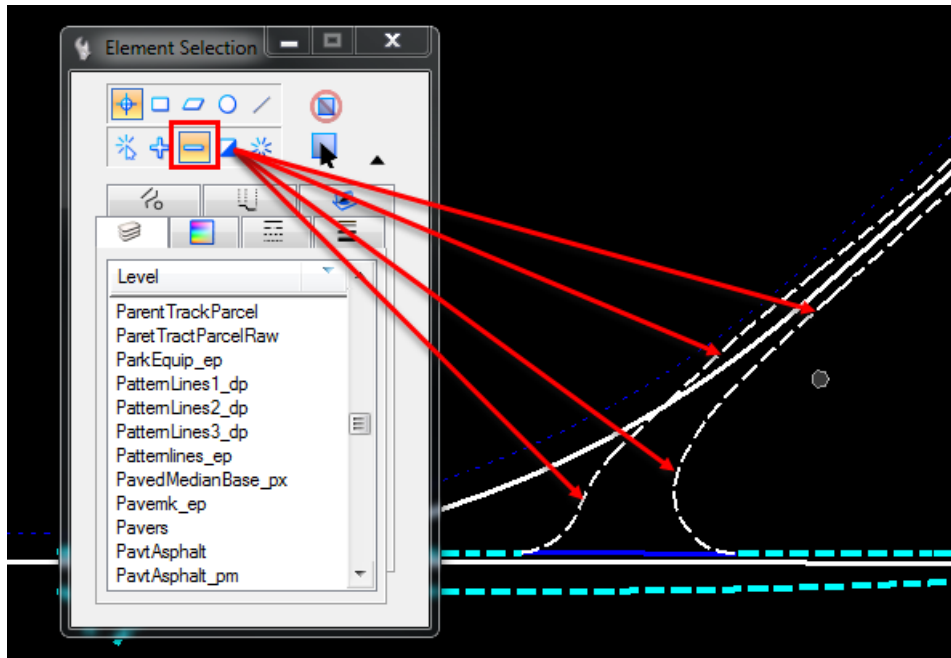 Element Selection
Level
ParentTrackParcel
ParetTractParcelRaw
ParkEquip_ep
PatternLines1_dp
PatternLines2_dp
PatternLines3_dp
Patternlines_ep
PavedMedianBase_px
Pavemk_ep
Pavers
PavtAsphalt
PavtAsphalt_pm